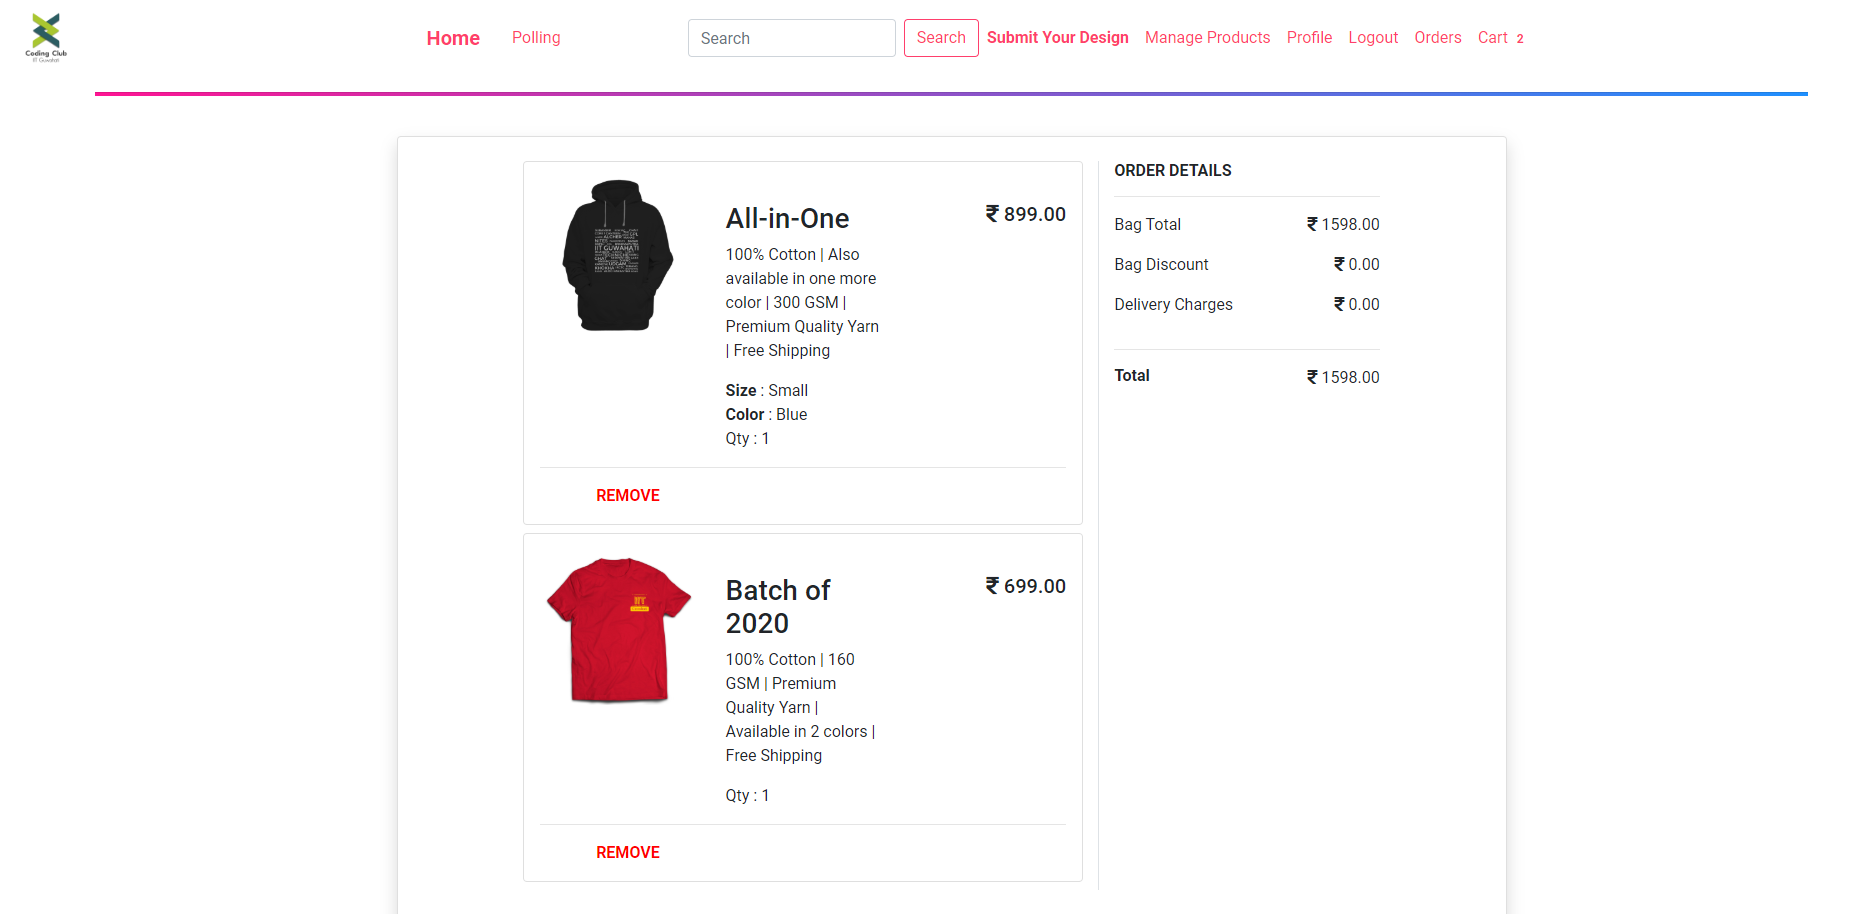 Coding Club
IIT Guwahati
Home
Polling
Search
Search
Submit Your Design
Manage Products
Profile
Logout
Orders
Cart 2
IIT GUWAHATI
All-in-One
₹ 899.00
100% Cotton | Also
available in one more
color | 300 GSM |
Premium Quality Yarn
| Free Shipping
Size : Small
Color : Blue
Qty : 1
REMOVE
Batch of
2020
₹ 699.00
100% Cotton | 160
GSM | Premium
Quality Yarn |
Available in 2 colors |
Free Shipping
Qty : 1
REMOVE
ORDER DETAILS
Bag Total ₹ 1598.00
Bag Discount ₹ 0.00
Delivery Charges ₹ 0.00
Total ₹ 1598.00